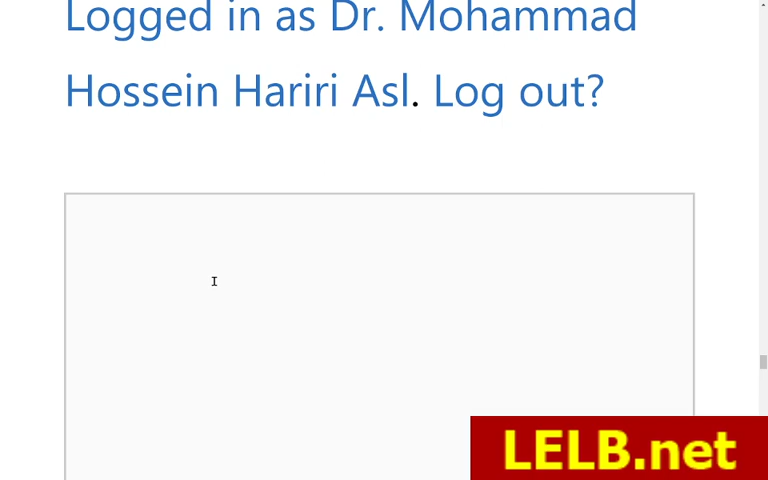 Logged in as Dr. Mohammad
Hossein Hariri Asl. Log out?
LELB.net